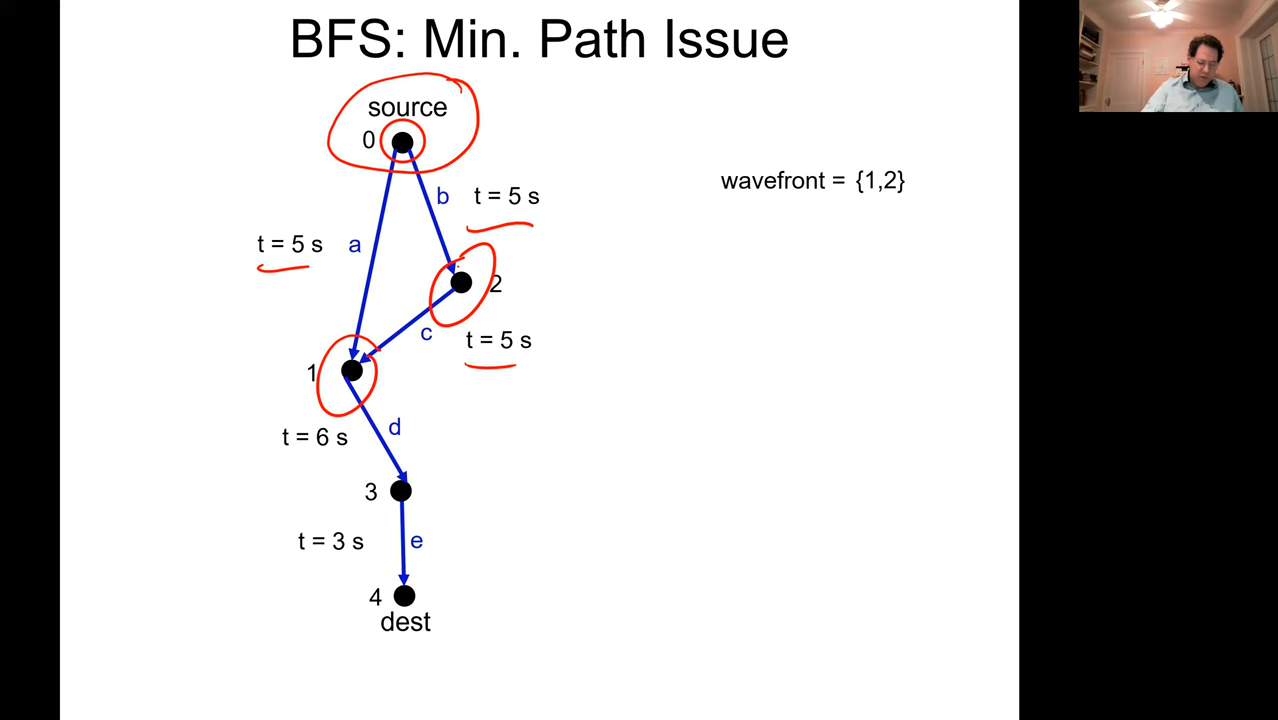 BFS: Min. Path Issue
source
0
wavefront = {1,2}
b t = 5 s
t = 5 s a
2
c t = 5 s
1
d
t = 6 s
3
t = 3 s e
4
dest